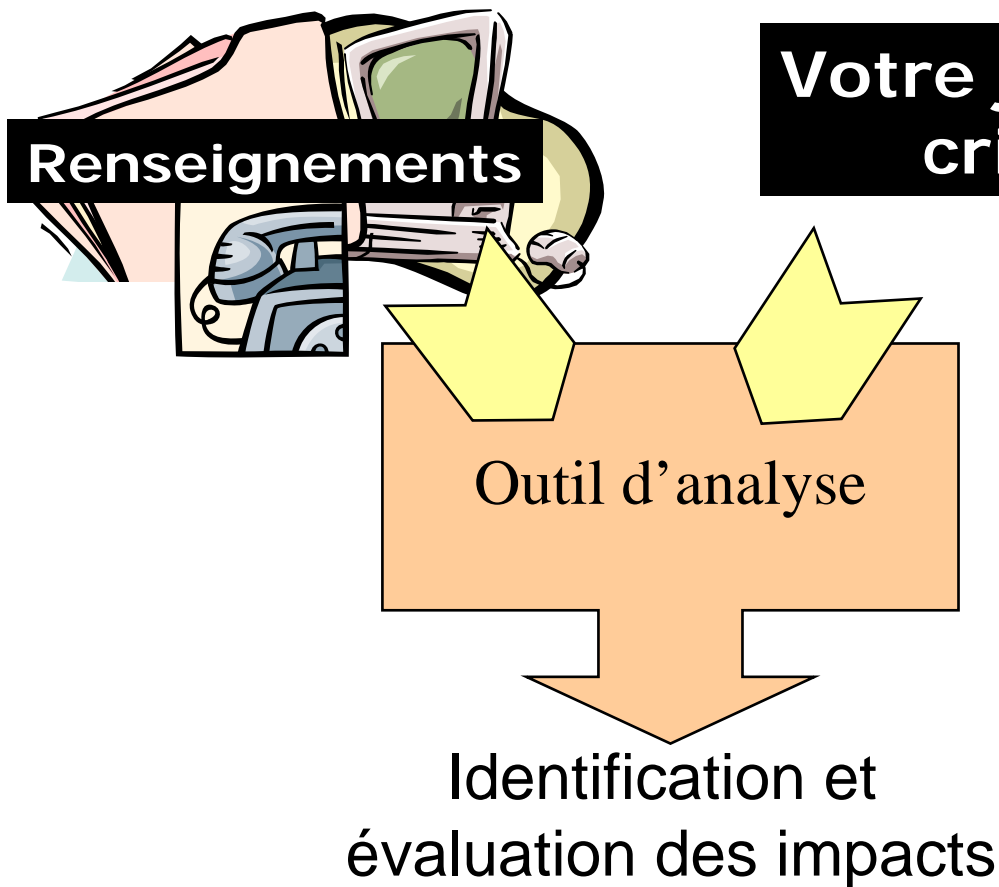 Renseignements
Votre
Outil d’analyse
Identification et
évaluation des impacts